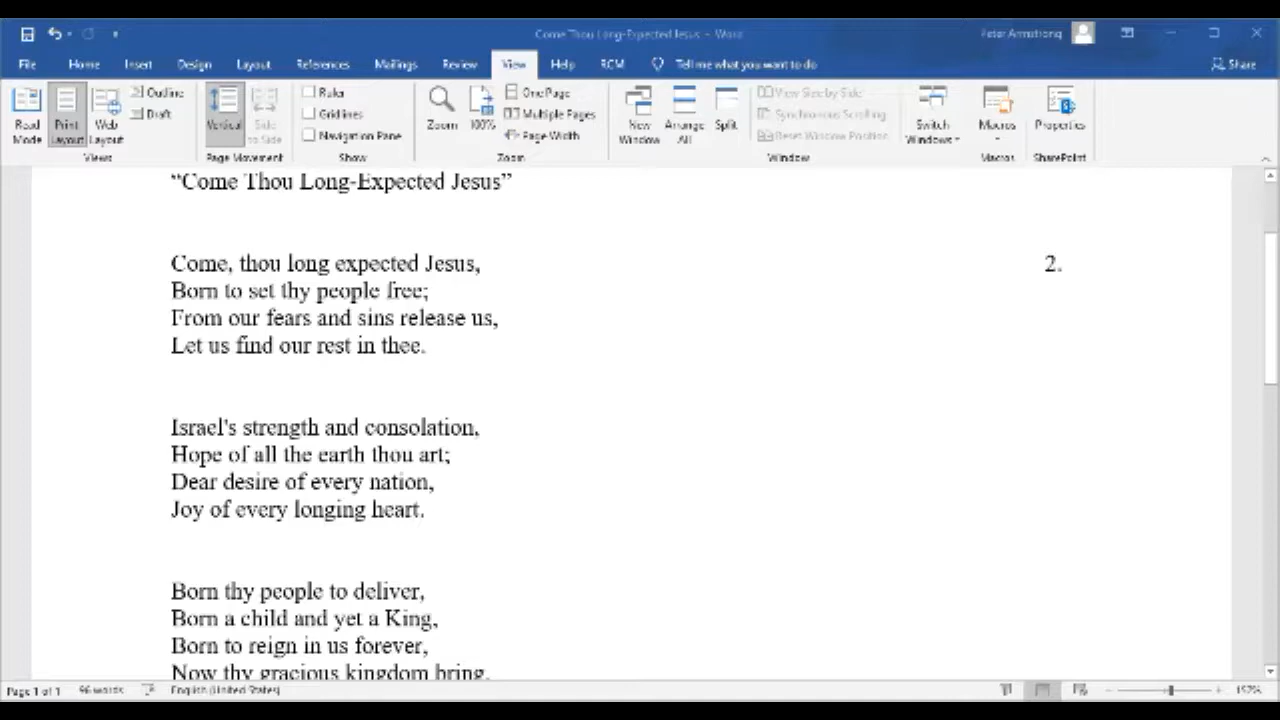 Come Thou Long-Expected Jesus - Word
Peter Armstrong
File Home Insert Design Layout References Mailings Review View Help RCM Tell me what you want to do Share
Read Mode
Print Layout
Web Layout
Outline
Draft
Views
Vertical
Side to Side
Page Movement
Ruler
Gridlines
Navigation Pane
Show
Zoom
100%
One Page
Multiple Pages
Page Width
Zoom
New Window
Arrange All
Split
View Side by Side
Synchronous Scrolling
Reset Window Position
Window
Switch Windows
Macros
Macros
Properties
SharePoint
“Come Thou Long-Expected Jesus”
Come, thou long expected Jesus, 2.
Born to set thy people free;
From our fears and sins release us,
Let us find our rest in thee.
Israel's strength and consolation,
Hope of all the earth thou art;
Dear desire of every nation,
Joy of every longing heart.
Born thy people to deliver,
Born a child and yet a King,
Born to reign in us forever,
Now thy gracious kingdom bring.
Page 1 of 1 96 words English (United States) 157%